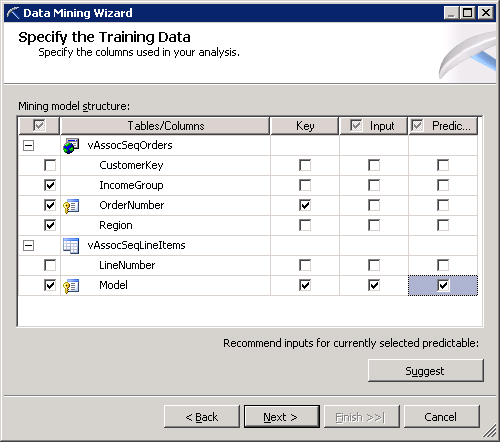 Data Mining Wizard
Specify the Training Data
Specify the columns used in your analysis.
Mining model structure:
Tables/Columns Key Input Predic...
vAssocSeqOrders
CustomerKey
IncomeGroup
OrderNumber
Region
vAssocSeqLineItems
LineNumber
Model
Recommend inputs for currently selected predictable:
Suggest
< Back Next > Finish >>| Cancel